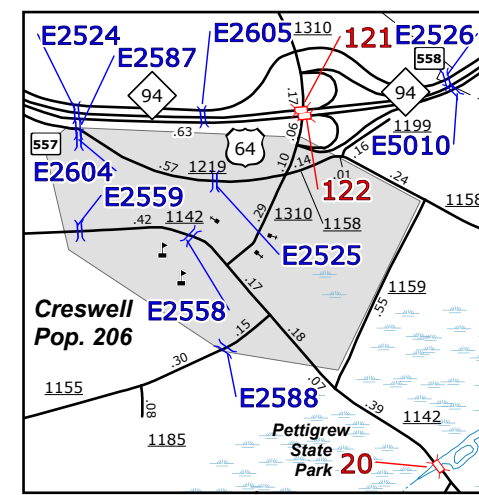 1310
E2524
E2605
121
E2526
558
E2587
94
94
.17
.06
1199
.63
557
64
E5010
.16
E2604
.57
1219
.10
.14
.01
.24
122
E2559
1158
.42
1142
.29
1310
1158
E2525
1159
.17
Creswell
Pop. 206
E2558
.15
.18
.55
.30
.07
1155
E2588
.39
.08
1142
1185
Pettigrew
State
Park
20